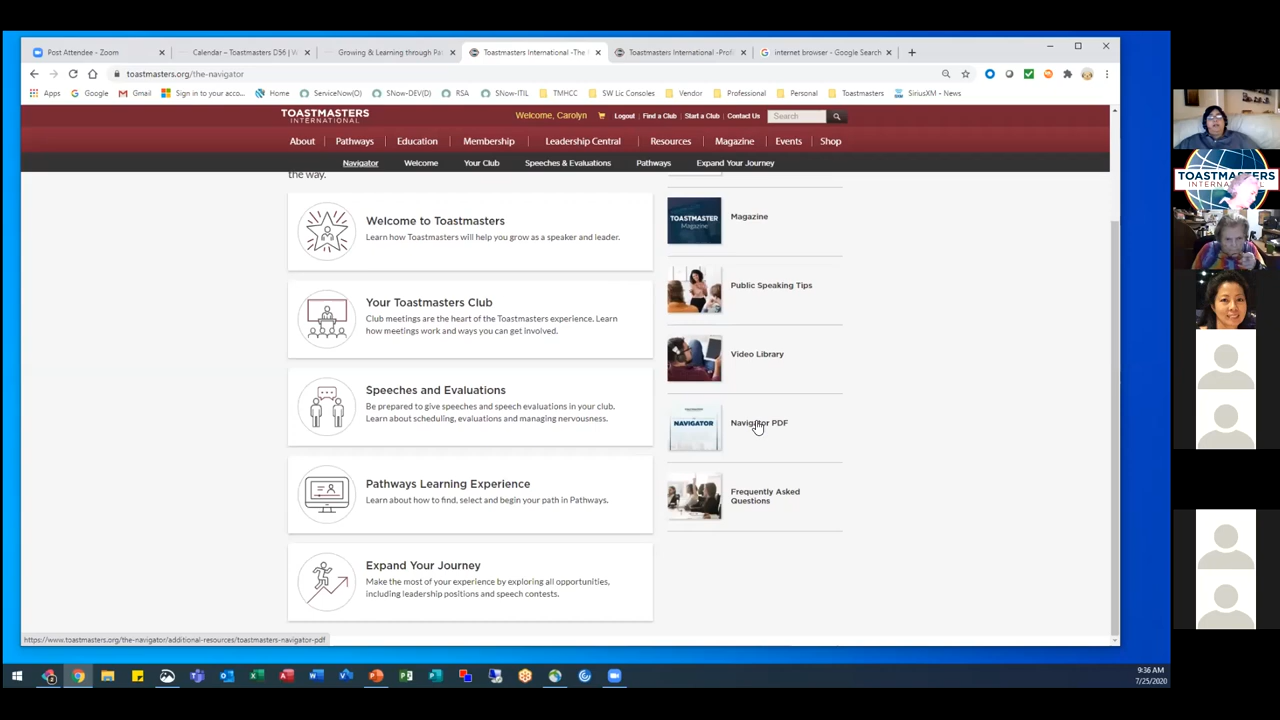 Post Attendee - Zoom
Calendar – Toastmasters D56 | W
Growing & Learning through Pa
Toastmasters International -The
Toastmasters International -Prof
internet browser - Google Search
toastmasters.org/the-navigator
Apps
Google
Gmail
Sign in to your acco...
Home
ServiceNow(O)
SNow-DEV(D)
RSA
SNow-ITIL
TMHCC
SW Lic Consoles
Vendor
Professional
Personal
Toastmasters
SiriusXM – News
TOASTMASTERS
INTERNATIONAL
Welcome, Carolyn
Logout
Find a Club
Start a Club
Contact Us
Search
About
Pathways
Education
Membership
Leadership Central
Resources
Magazine
Events
Shop
Navigator
Welcome
Your Club
Speeches & Evaluations
Pathways
Expand Your Journey
the way.
Welcome to Toastmasters
Learn how Toastmasters will help you grow as a speaker and leader.
Your Toastmasters Club
Club meetings are the heart of the Toastmasters experience. Learn
how meetings work and ways you can get involved.
Speeches and Evaluations
Be prepared to give speeches and speech evaluations in your club.
Learn about scheduling, evaluations and managing nervousness.
Pathways Learning Experience
Learn about how to find, select and begin your path in Pathways.
Expand Your Journey
Make the most of your experience by exploring all opportunities,
including leadership positions and speech contests.
TOASTMASTER
Magazine
Magazine
Public Speaking Tips
Video Library
NAVIGATOR
Navigator PDF
Frequently Asked
Questions
https://www.toastmasters.org/the-navigator/additional-resources/toastmasters-navigator-pdf
9:36 AM
7/25/2020
TOASTMASTERS
INTERNATIONAL